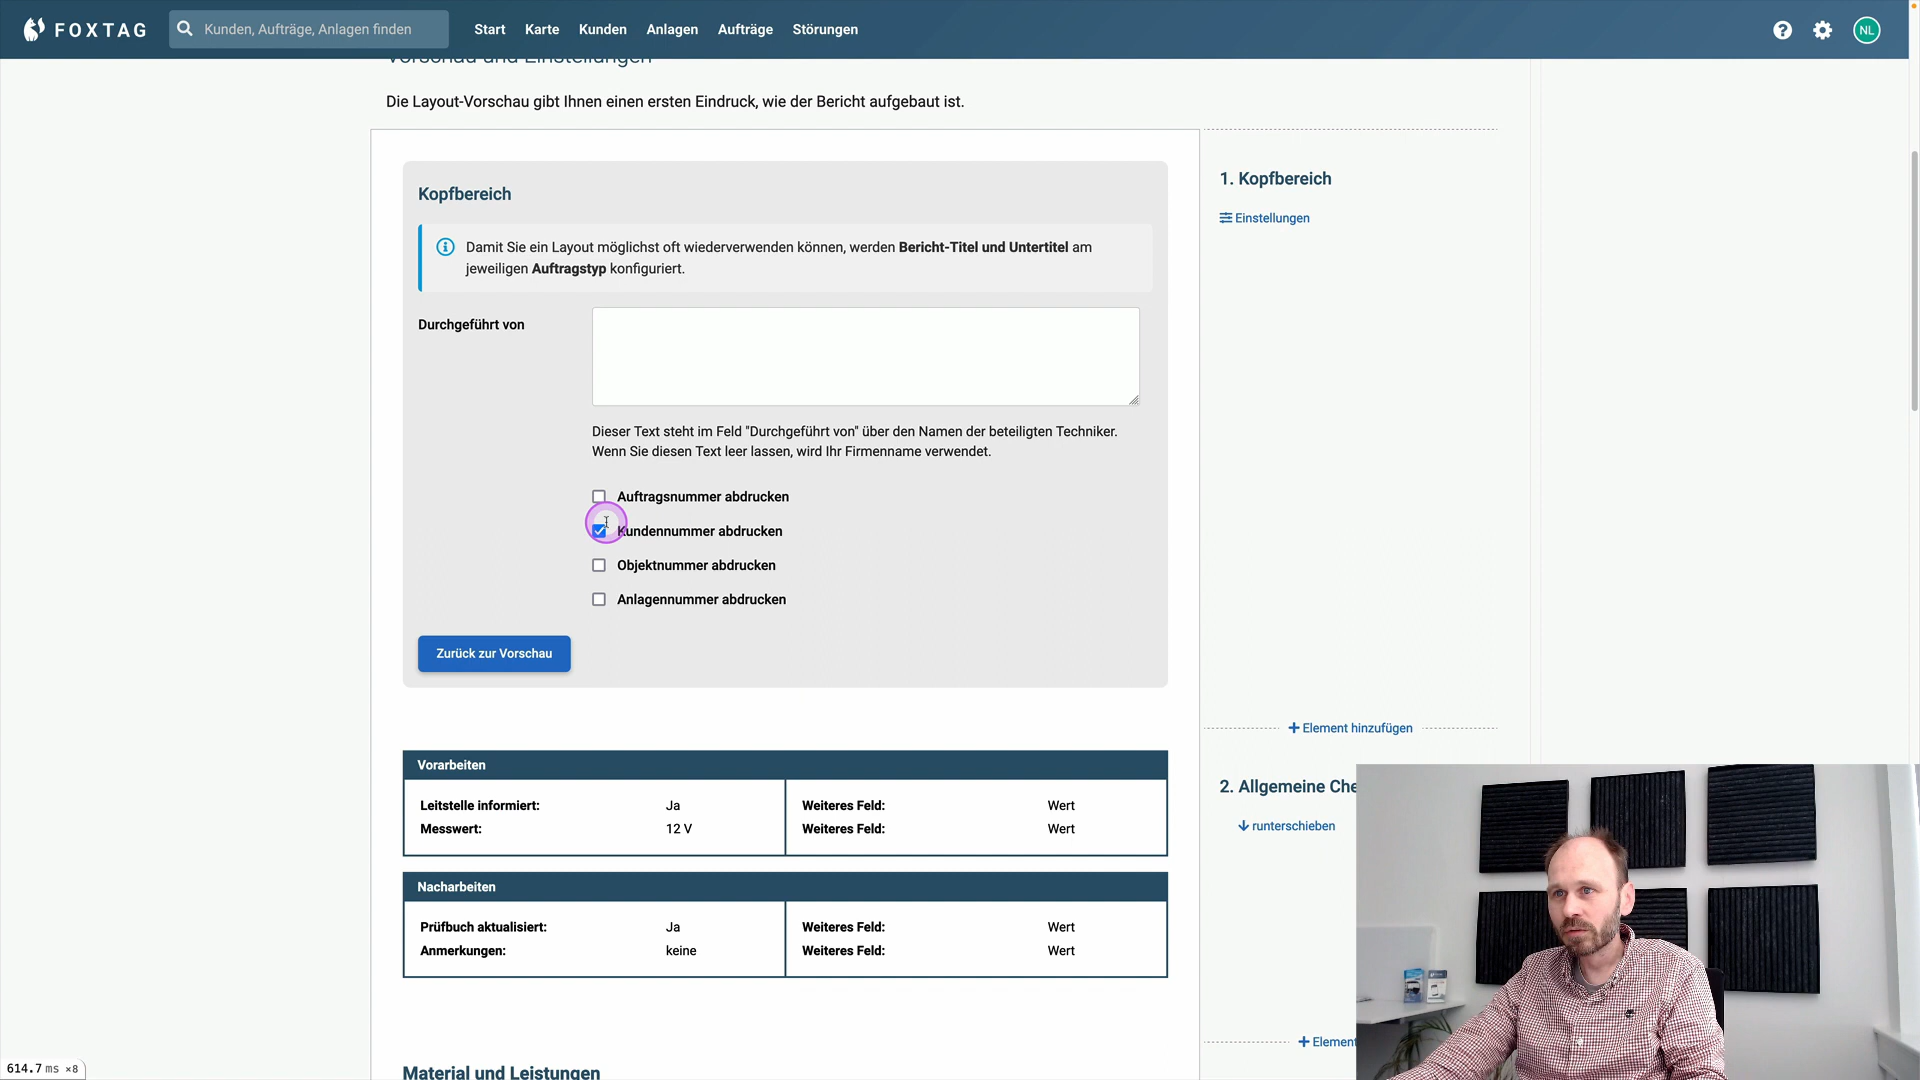 FOXTAG
Kunden, Aufträge, Anlagen finden
Start Karte Kunden Anlagen Aufträge Störungen
NL
Vorschau und Einstellungen
Die Layout-Vorschau gibt Ihnen einen ersten Eindruck, wie der Bericht aufgebaut ist.
Kopfbereich
Damit Sie ein Layout möglichst oft wiederverwenden können, werden Bericht-Titel und Untertitel am
jeweiligen Auftragstyp konfiguriert.
Durchgeführt von
Dieser Text steht im Feld "Durchgeführt von" über den Namen der beteiligten Techniker.
Wenn Sie diesen Text leer lassen, wird Ihr Firmenname verwendet.
Auftragsnummer abdrucken
Kundennummer abdrucken
Objektnummer abdrucken
Anlagennummer abdrucken
Zurück zur Vorschau
1. Kopfbereich
Einstellungen
+ Element hinzufügen
Vorarbeiten
Leitstelle informiert: Ja Weiteres Feld: Wert
Messwert: 12 V Weiteres Feld: Wert
2. Allgemeine Che
runterschieben
Nacharbeiten
Prüfbuch aktualisiert: Ja Weiteres Feld: Wert
Anmerkungen: keine Weiteres Feld: Wert
+ Element
Material und Leistungen
614.7 ms ×8